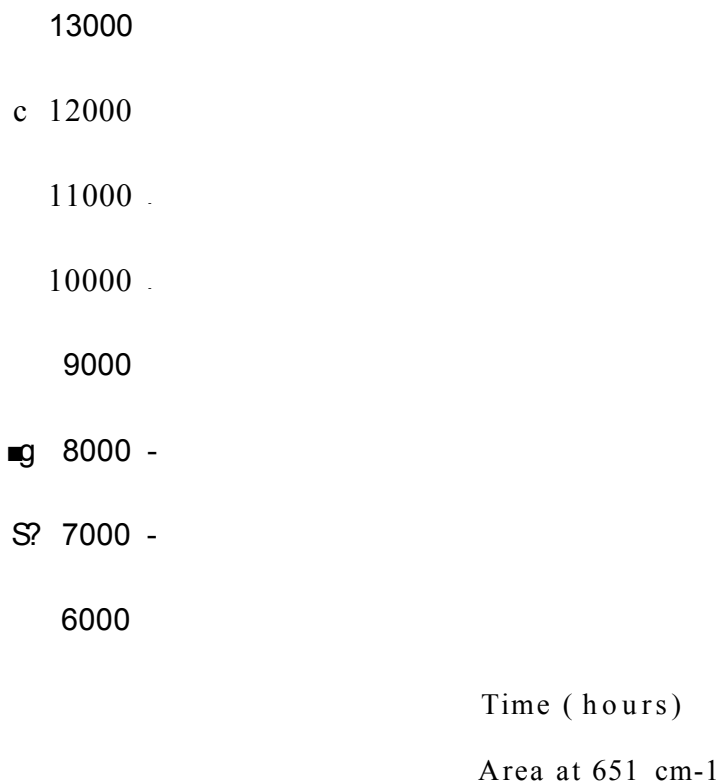 13000
c 12000
11000 -
10000 -
9000
■g 8000 -
S? 7000 -
6000
Time ( hours)
Area at 651 cm-1